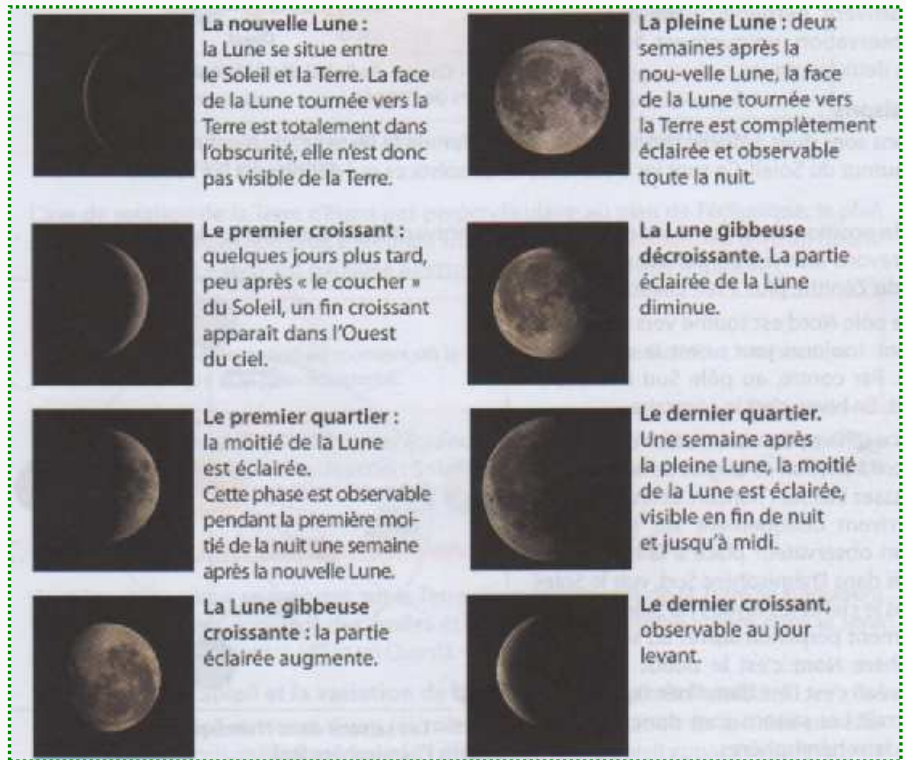 La nouvelle Lune :
la Lune se situe entre
le Soleil et la Terre. La face
de la Lune tournée vers la
Terre est totalement dans
l'obscurité, elle n'est donc
pas visible de la Terre.
Le premier croissant :
quelques jours plus tard,
peu après « le coucher »
du Soleil, un fin croissant
apparaît dans l'Ouest
du ciel.
Le premier quartier :
la moitié de la Lune
est éclairée.
Cette phase est observable
pendant la première moi-
tié de la nuit une semaine
après la nouvelle Lune.
La Lune gibbeuse
croissante : la partie
éclairée augmente.
La pleine Lune : deux
semaines après la
nou-velle Lune, la face
de la Lune tournée vers
la Terre est complètement
éclairée et observable
toute la nuit.
La Lune gibbeuse
décroissante. La partie
éclairée de la Lune
diminue.
Le dernier quartier.
Une semaine après
la pleine Lune, la moitié
de la Lune est éclairée,
visible en fin de nuit
et jusqu'à midi.
Le dernier croissant,
observable au jour
levant.